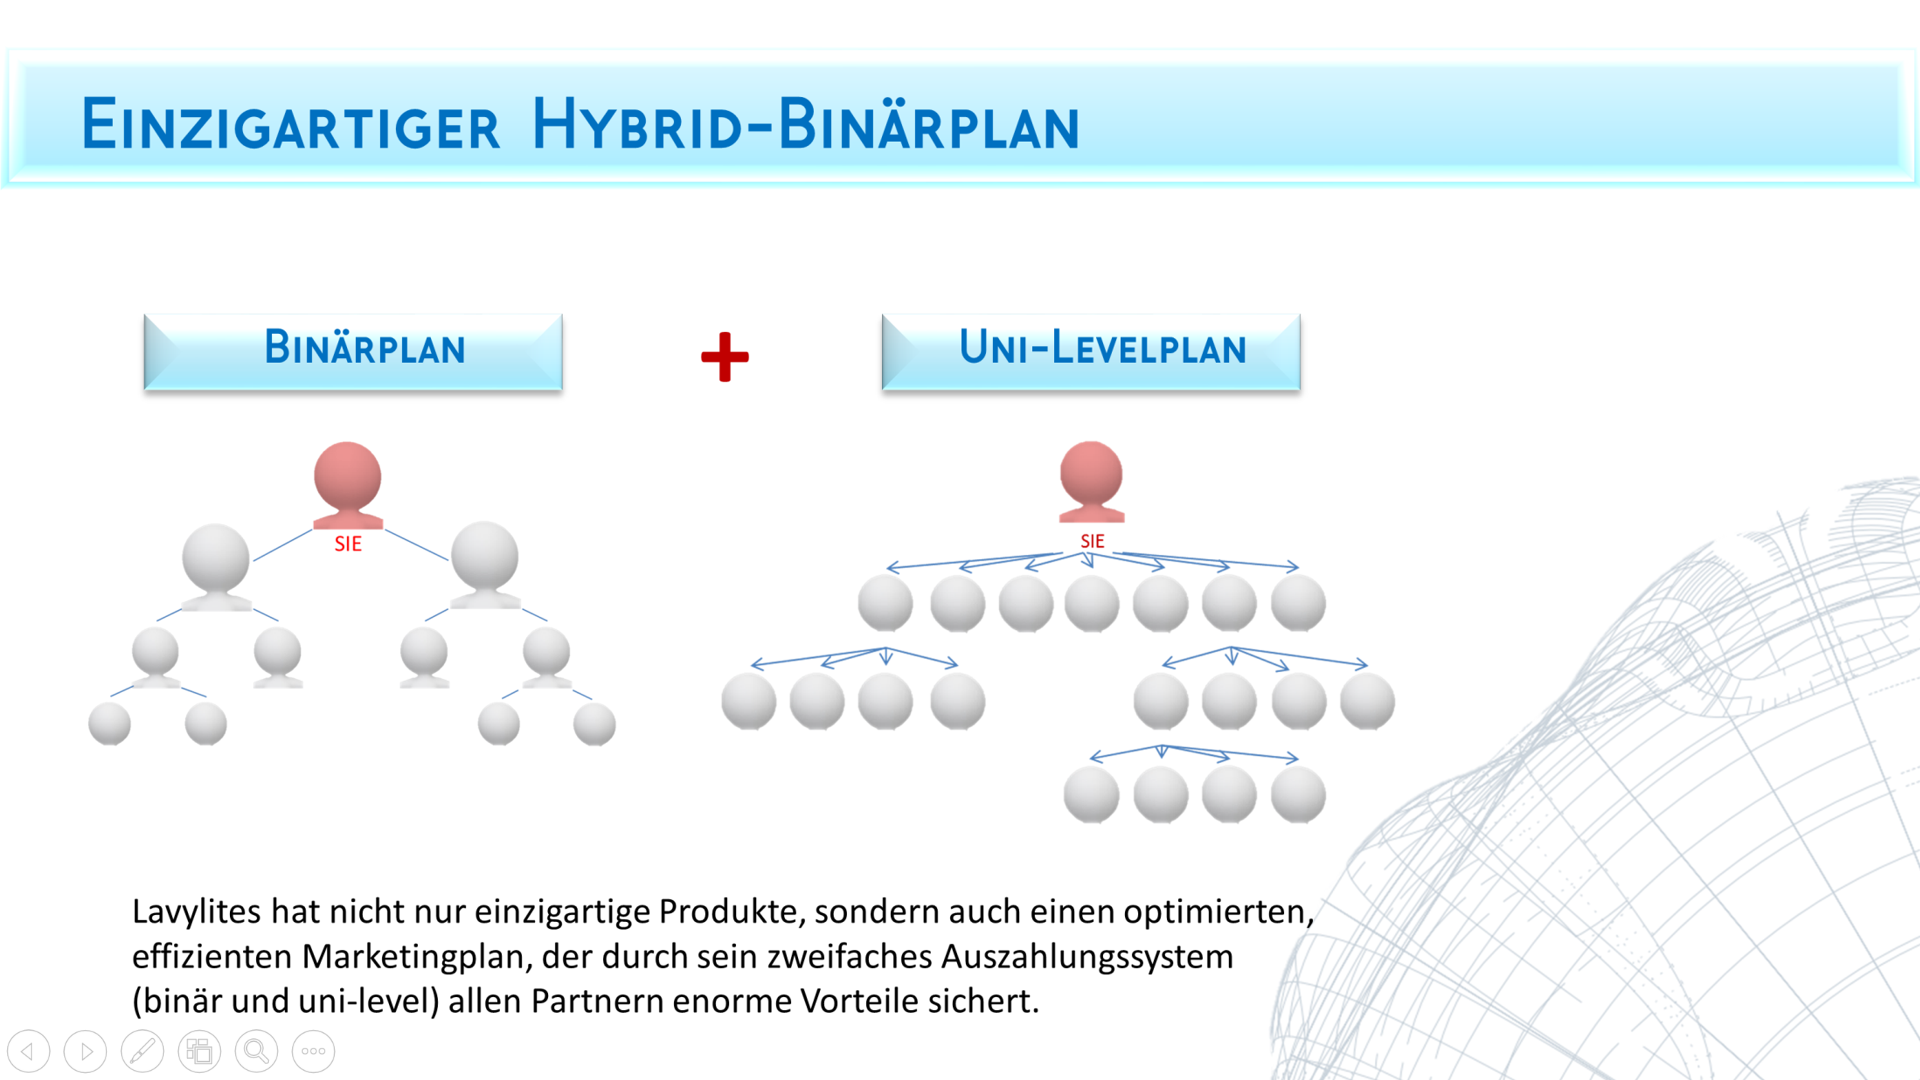 Einzigartiger Hybrid-Binärplan
Binärplan
+
Uni-Levelplan
SIE
SIE
Lavylites hat nicht nur einzigartige Produkte, sondern auch einen optimierten,
effizienten Marketingplan, der durch sein zweifaches Auszahlungssystem
(binär und uni-level) allen Partnern enorme Vorteile sichert.